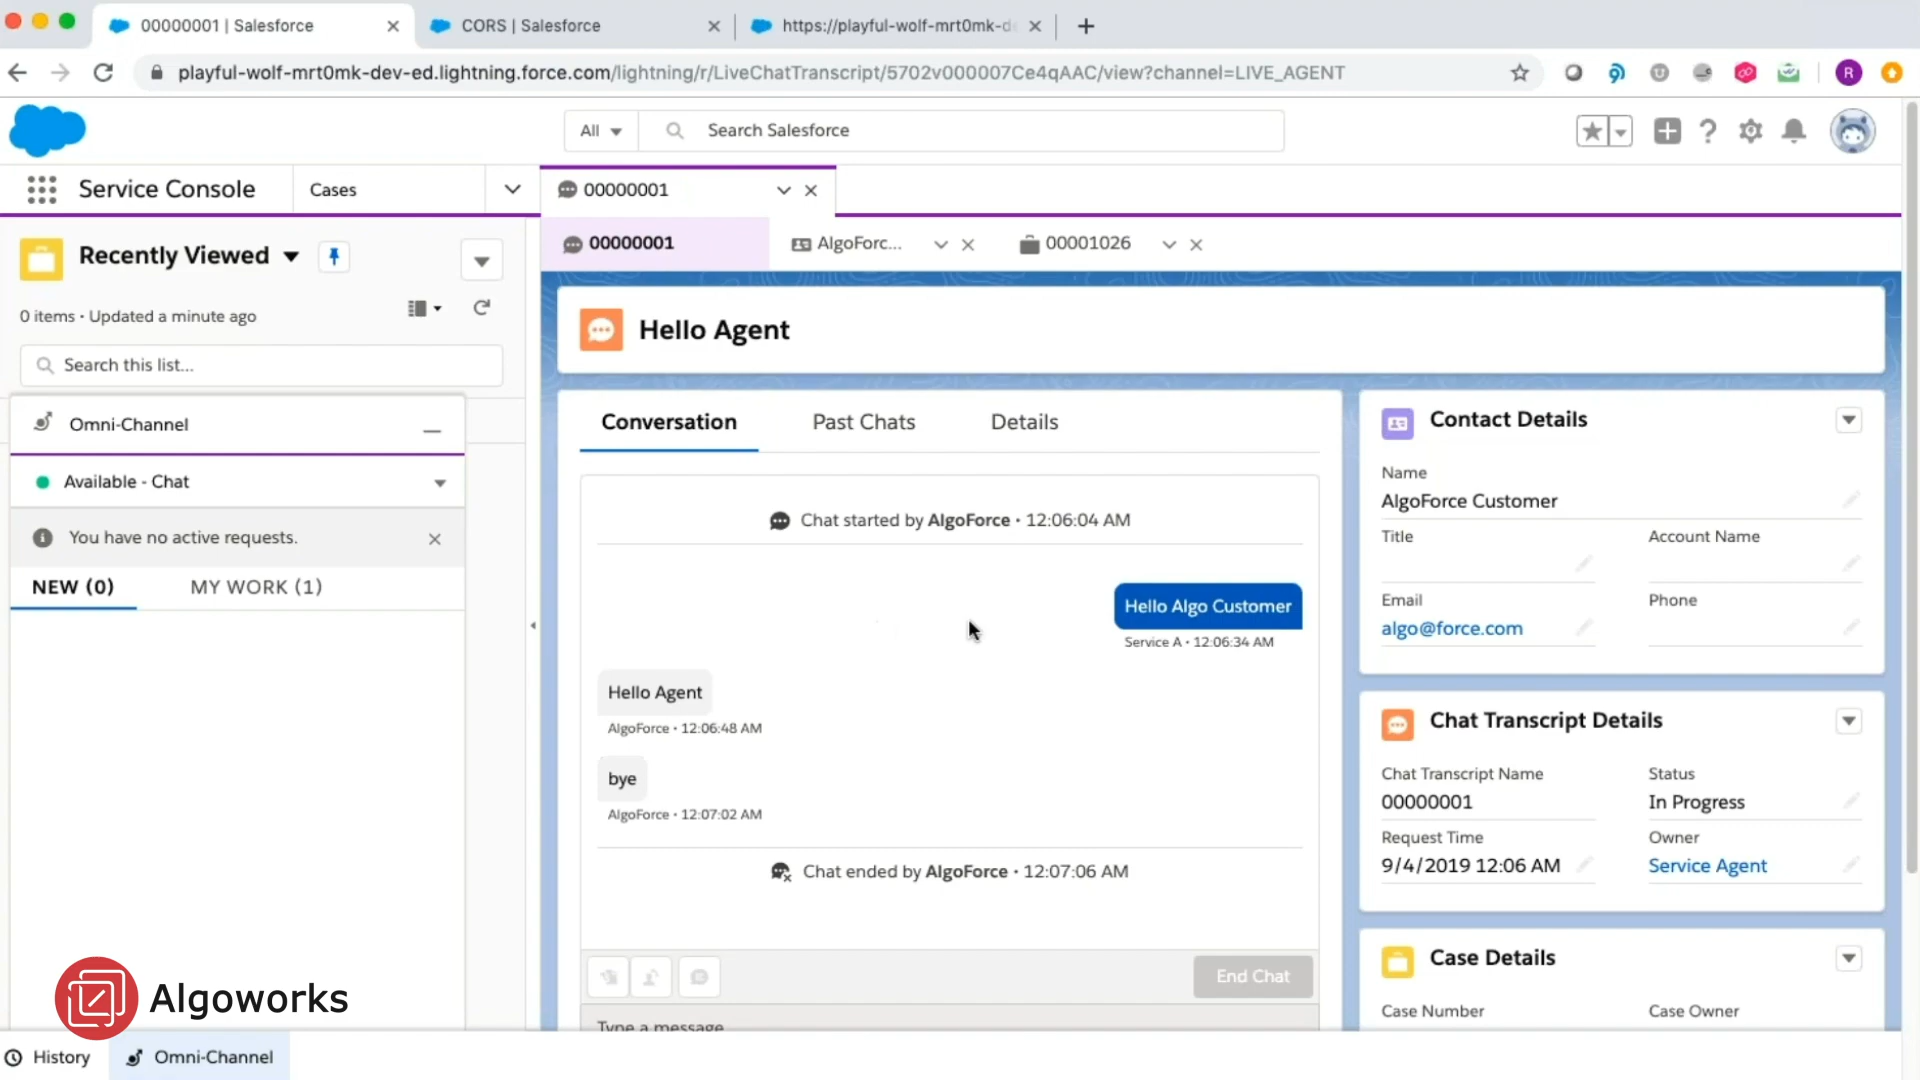 00000001 | Salesforce
CORS | Salesforce
https://playful-wolf-mrt0mk-d
playful-wolf-mrt0mk-dev-ed.lightning.force.com/lightning/r/LiveChatTranscript/5702v000007Ce4qAAC/view?channel=LIVE_AGENT
R
All
Search Salesforce
Service Console
Cases
00000001
00000001
AlgoForc...
00001026
Recently Viewed
0 items • Updated a minute ago
Search this list...
Omni-Channel
Available - Chat
You have no active requests.
NEW (0)
MY WORK (1)
Hello Agent
Conversation
Past Chats
Details
Chat started by AlgoForce • 12:06:04 AM
Hello Algo Customer
Service A • 12:06:34 AM
Hello Agent
AlgoForce • 12:06:48 AM
bye
AlgoForce • 12:07:02 AM
Chat ended by AlgoForce • 12:07:06 AM
End Chat
Type a message
Contact Details
Name
AlgoForce Customer
Title
Account Name
Email
Phone
algo@force.com
Chat Transcript Details
Chat Transcript Name
Status
00000001
In Progress
Request Time
Owner
9/4/2019 12:06 AM
Service Agent
Case Details
Case Number
Case Owner
Algoworks
History
Omni-Channel